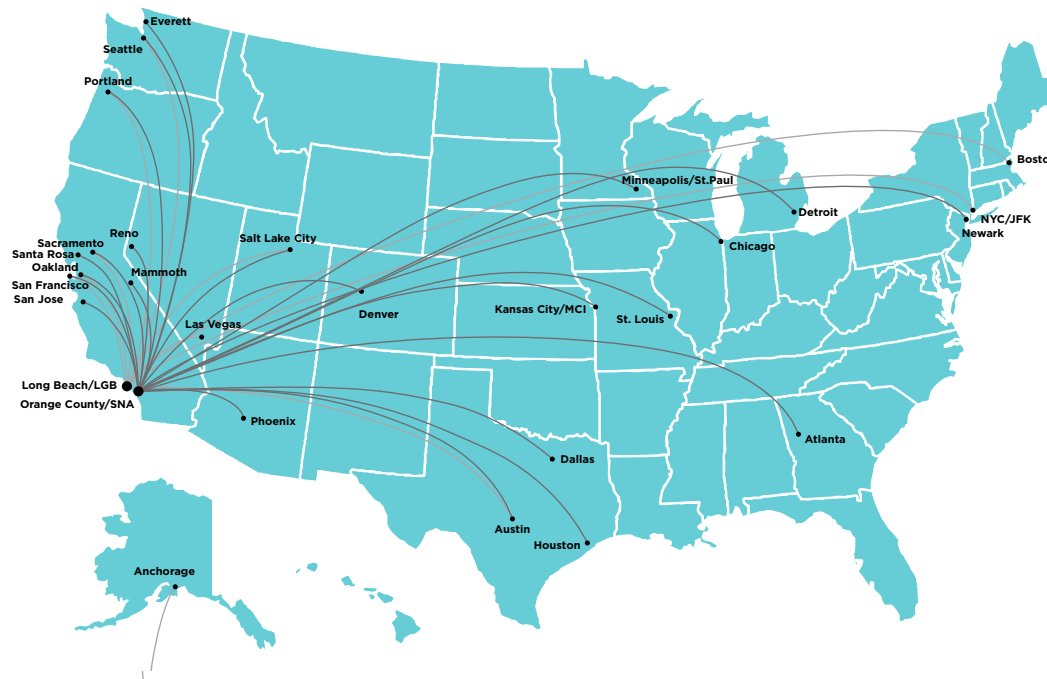 Everett
Seattle
Portland
Bosto
Minneapolis/St.Paul
Detroit
NYC/JFK
Newark
Reno
Salt Lake City
Sacramento
Santa Rosa
Chicago
Oakland
Mammoth
San Francisco
San Jose
Kansas City/MCI
Denver
St. Louis
Las Vegas
Long Beach/LGB
Orange County/SNA
Phoenix
Atlanta
Dallas
Austin
Houston
Anchorage